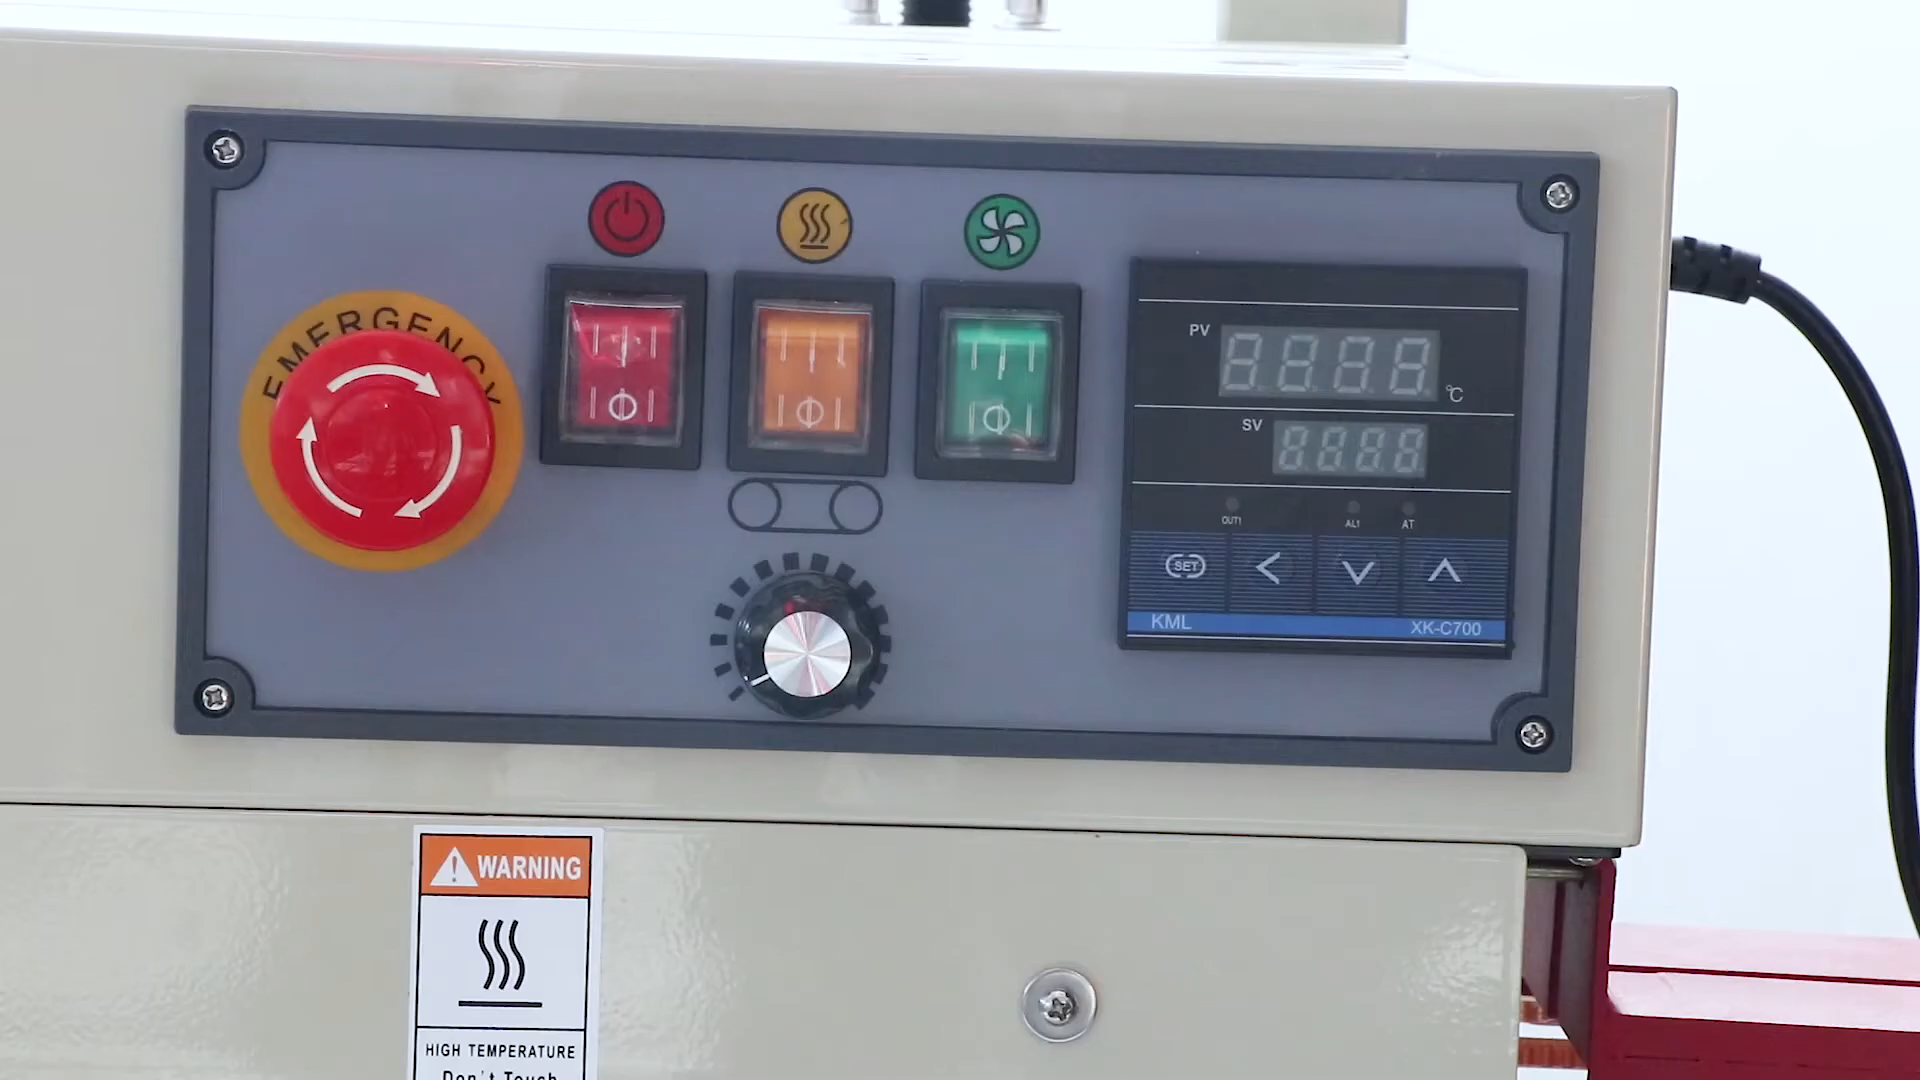 EMERGENCY
PV
°C
SV
OUT1 AL1 AT
SET
KML XK-C700
WARNING
HIGH TEMPERATURE
Don't Touch